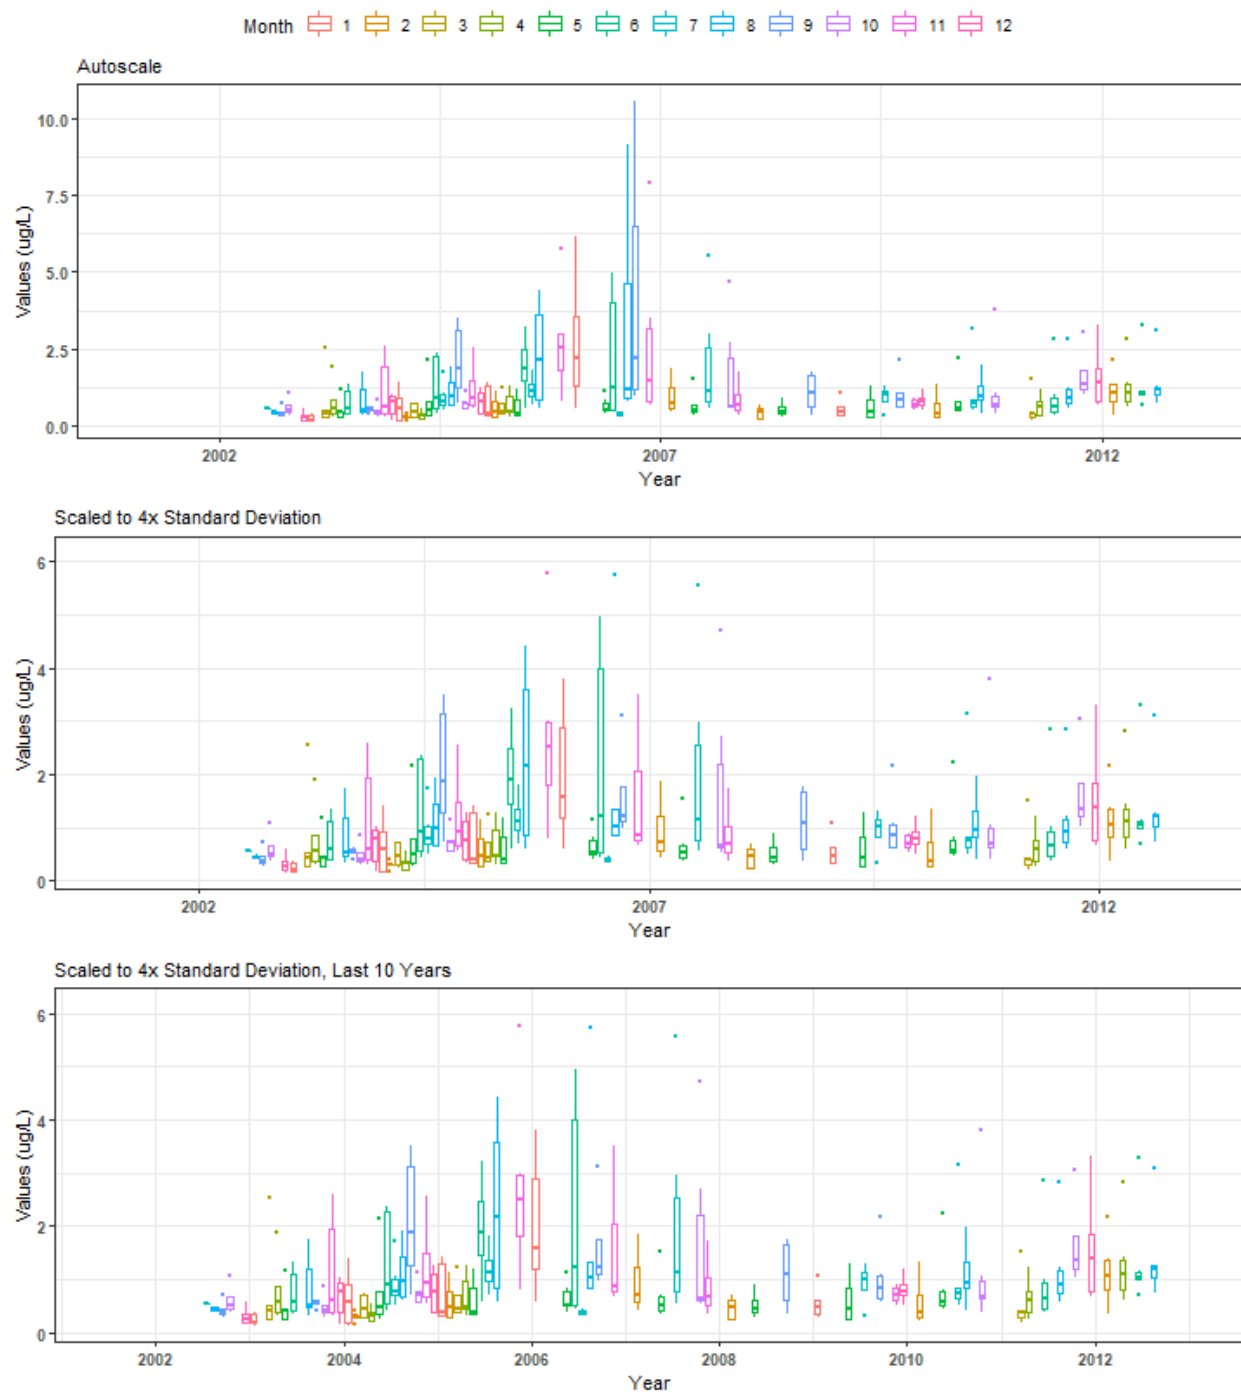 Month 1 2 3 4 5 6 7 8 9 10 11 12
Autoscale
10.0
7.5
5.0
2.5
0.0
Values (ug/L)
2002 2007 2012
Year
Scaled to 4x Standard Deviation
6
4
2
0
Values (ug/L)
2002 2007 2012
Year
Scaled to 4x Standard Deviation, Last 10 Years
6
4
2
0
Values (ug/L)
2002 2004 2006 2008 2010 2012
Year